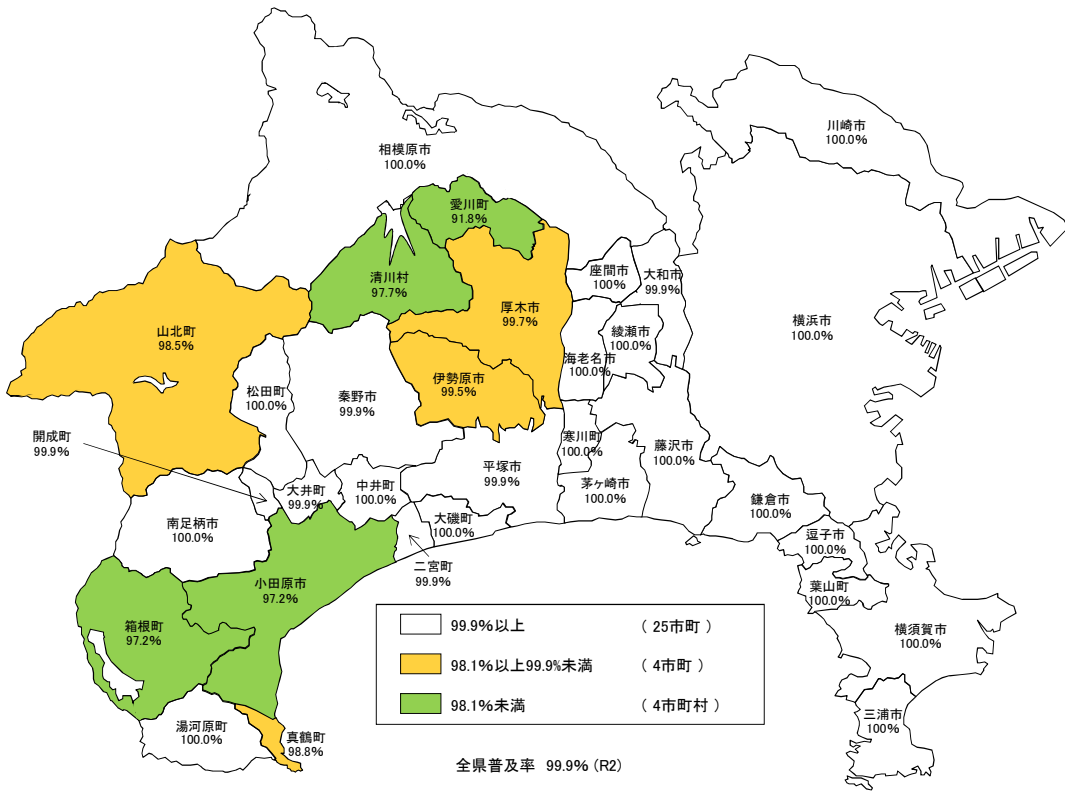 川崎市
100.0%
相模原市
100.0%
愛川町
91.8%
清川村
97.7%
厚木市
99.7%
座間市
100%
大和市
99.9%
横浜市
100.0%
綾瀬市
100.0%
海老名市
100.0%
山北町
98.5%
伊勢原市
99.5%
松田町
100.0%
秦野市
99.9%
開成町
99.9%
寒川町
100.0%
藤沢市
100.0%
平塚市
99.9%
茅ヶ崎市
100.0%
大井町
99.9%
中井町
100.0%
鎌倉市
100.0%
南足柄市
100.0%
大磯町
100.0%
逗子市
100.0%
二宮町
99.9%
小田原市
97.2%
葉山町
100.0%
箱根町
97.2%
横須賀市
100.0%
99.9%以上 （ 25市町 ）
98.1%以上99.9%未満 （ 4市町 ）
98.1%未満 （ 4市町村 ）
三浦市
100%
湯河原町
100.0%
真鶴町
98.8%
全県普及率 99.9% (R2)